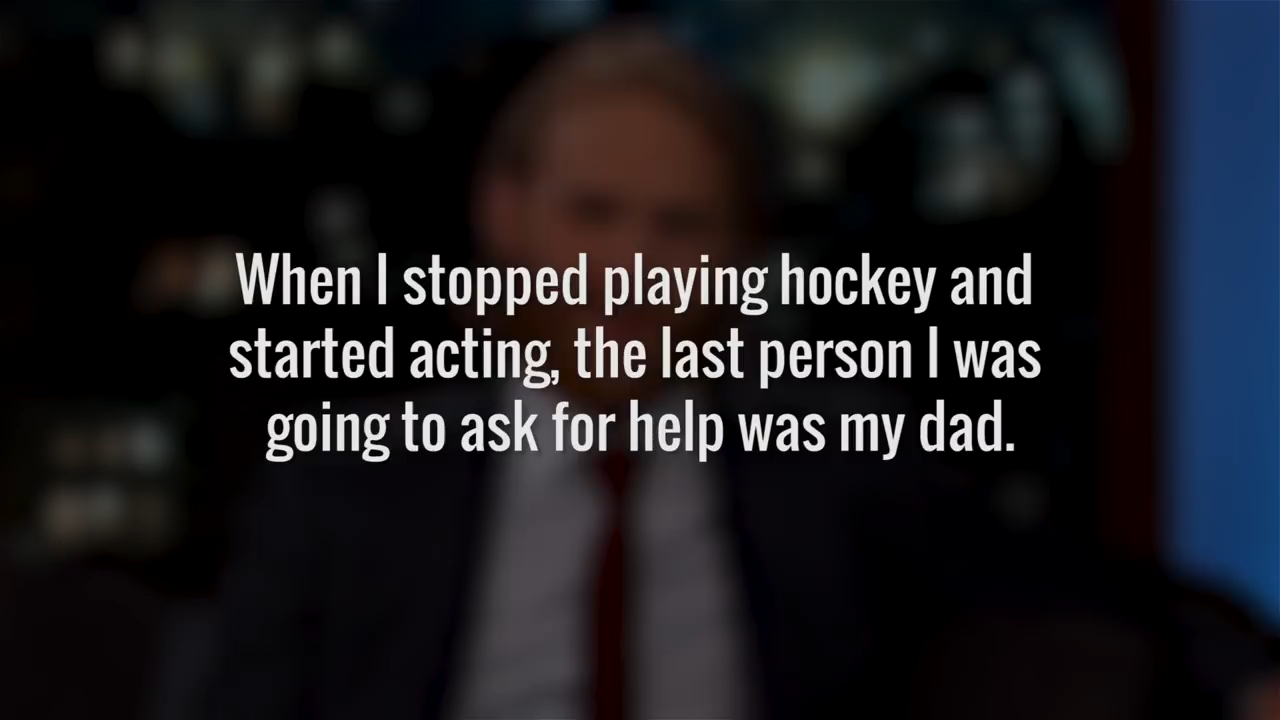 When I stopped playing hockey and
started acting, the last person I was
going to ask for help was my dad.